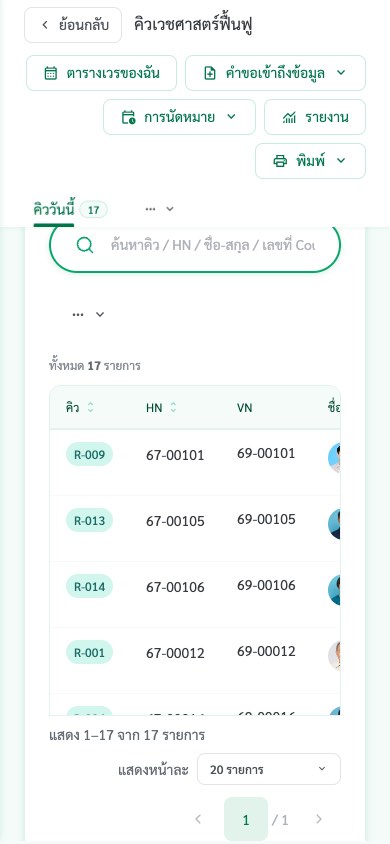 ย้อนกลับ คิวเวชศาสตร์ฟื้นฟู
ตารางเวรของฉัน คำขอเข้าถึงข้อมูล
การนัดหมาย รายงาน
พิมพ์
คิววันนี้ 17 ...
ค้นหาคิว / HN / ชื่อ-สกุล / เลขที่ Cou
...
ทั้งหมด 17 รายการ
คิว HN VN ชื่อ
R-009 67-00101 69-00101
R-013 67-00105 69-00105
R-014 67-00106 69-00106
R-001 67-00012 69-00012
แสดง 1–17 จาก 17 รายการ
แสดงหน้าละ 20 รายการ
1 / 1